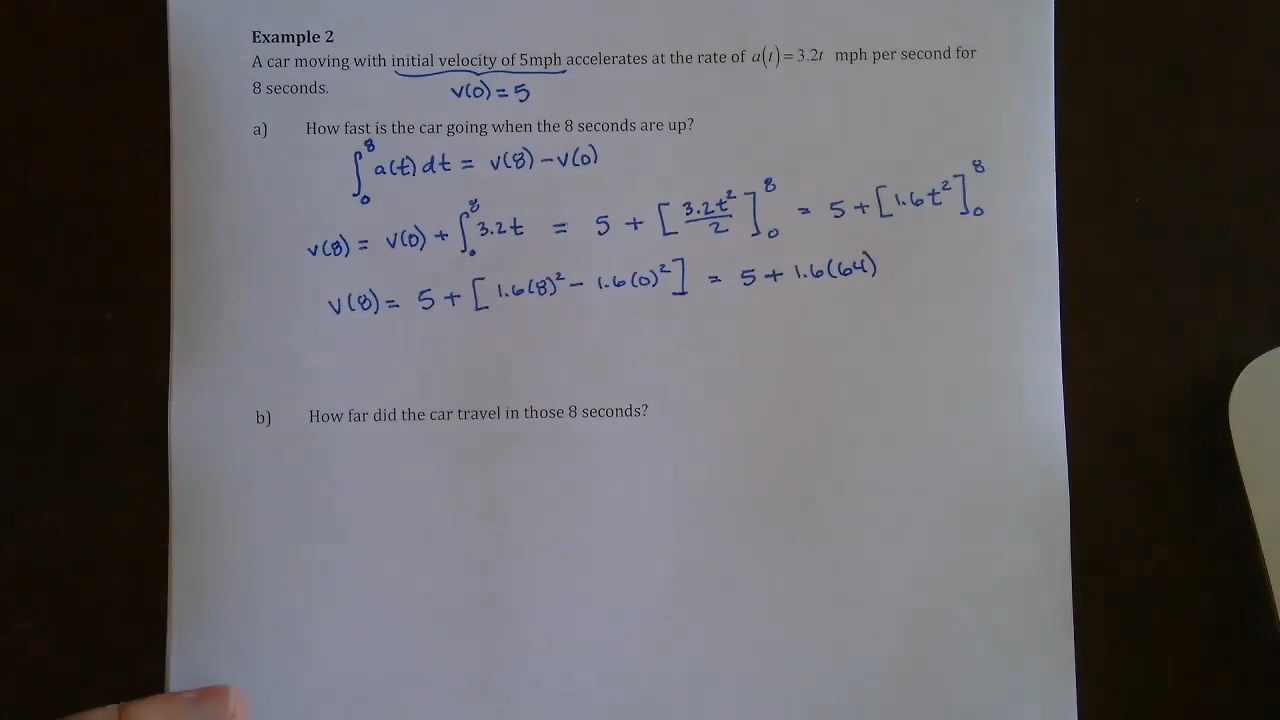 Example 2
A car moving with initial velocity of 5mph accelerates at the rate of a(t) = 3.2t mph per second for
8 seconds.
v(0) = 5
a) How fast is the car going when the 8 seconds are up?
∫₀⁸ a(t) dt = v(8) - v(0)
v(8) = v(0) + ∫₀⁸ 3.2t = 5 + [3.2t²/2]₀⁸ = 5 + [1.6t²]₀⁸
v(8) = 5 + [1.6(8)² - 1.6(0)²] = 5 + 1.6(64)
b) How far did the car travel in those 8 seconds?